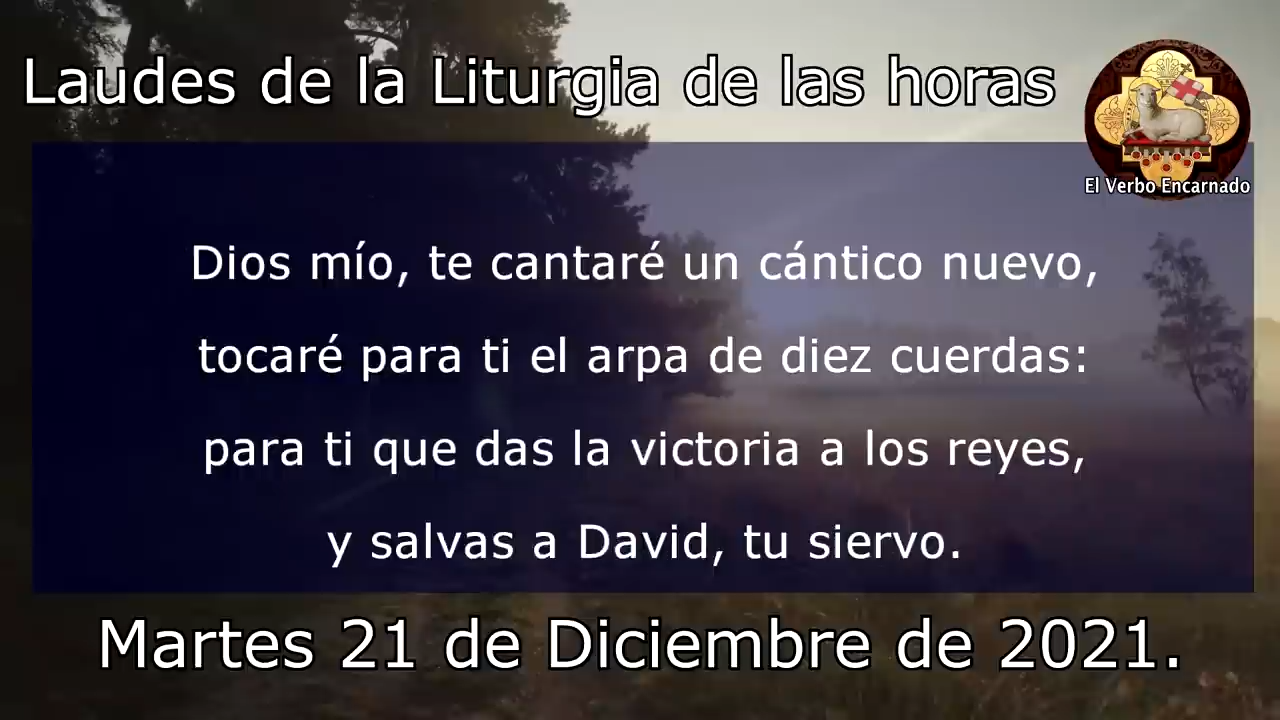 Laudes de la Liturgia de las horas
El Verbo Encarnado
Dios mío, te cantaré un cántico nuevo,
tocaré para ti el arpa de diez cuerdas:
para ti que das la victoria a los reyes,
y salvas a David, tu siervo.
Martes 21 de Diciembre de 2021.